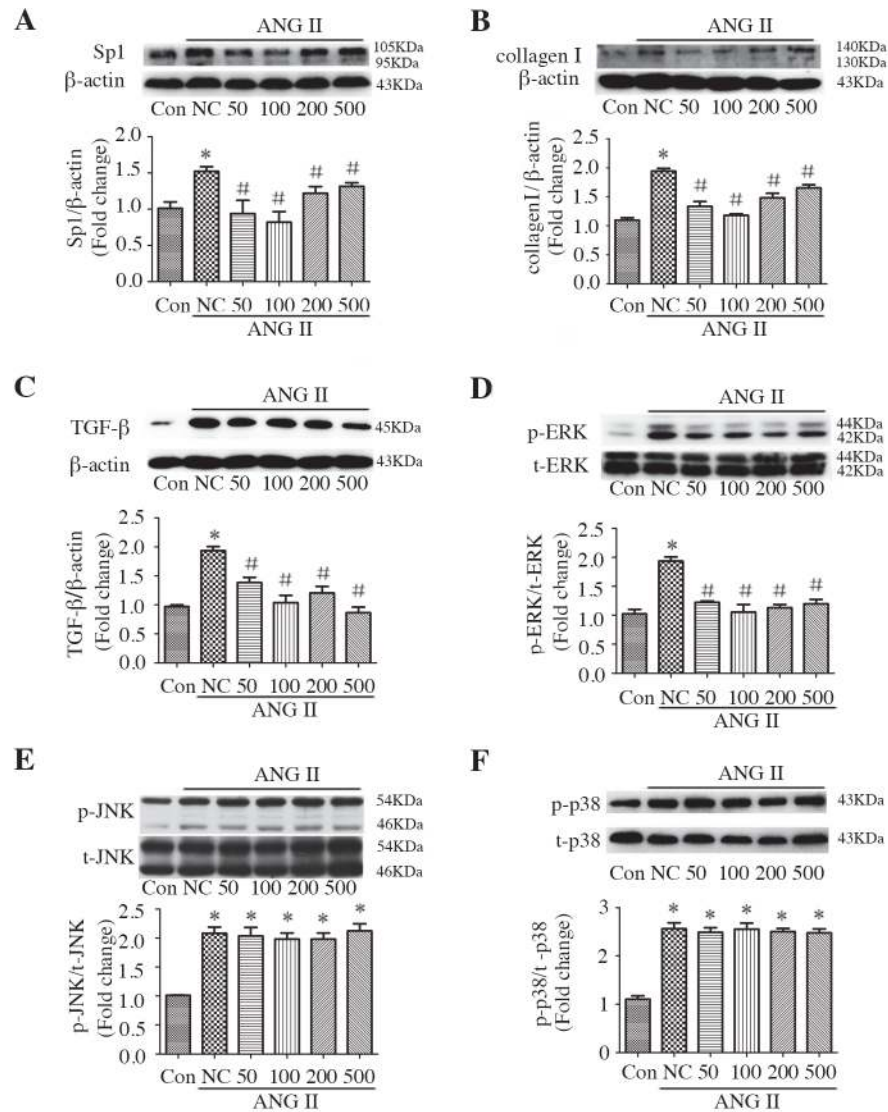 A
ANG II
Sp1
105KDa
95KDa
β-actin
43KDa
Con NC 50 100 200 500
Sp1/β-actin
(Fold change)
2.0
1.5
1.0
0.5
0.0
* # # # #
Con NC 50 100 200 500
ANG II
B
ANG II
collagen I
140KDa
130KDa
β-actin
43KDa
Con NC 50 100 200 500
collagenI/β-actin
(Fold change)
2.5
2.0
1.5
1.0
0.5
0.0
* # # # #
Con NC 50 100 200 500
ANG II
C
ANG II
TGF-β
45KDa
β-actin
43KDa
Con NC 50 100 200 500
TGF-β/β-actin
(Fold change)
2.5
2.0
1.5
1.0
0.5
0.0
* # # # #
Con NC 50 100 200 500
ANG II
D
ANG II
p-ERK
44KDa
42KDa
t-ERK
44KDa
42KDa
Con NC 50 100 200 500
p-ERK/t-ERK
(Fold change)
2.5
2.0
1.5
1.0
0.5
0.0
* # # # #
Con NC 50 100 200 500
ANG II
E
ANG II
p-JNK
54KDa
46KDa
t-JNK
54KDa
46KDa
Con NC 50 100 200 500
p-JNK/t-JNK
(Fold change)
2.5
2.0
1.0
0.5
0.0
* * * * *
Con NC 50 100 200 500
ANG II
F
ANG II
p-p38
43KDa
t-p38
43KDa
Con NC 50 100 200 500
p-p38/t -p38
(Fold change)
3
2
1
0
* * * * *
Con NC 50 100 200 500
ANG II